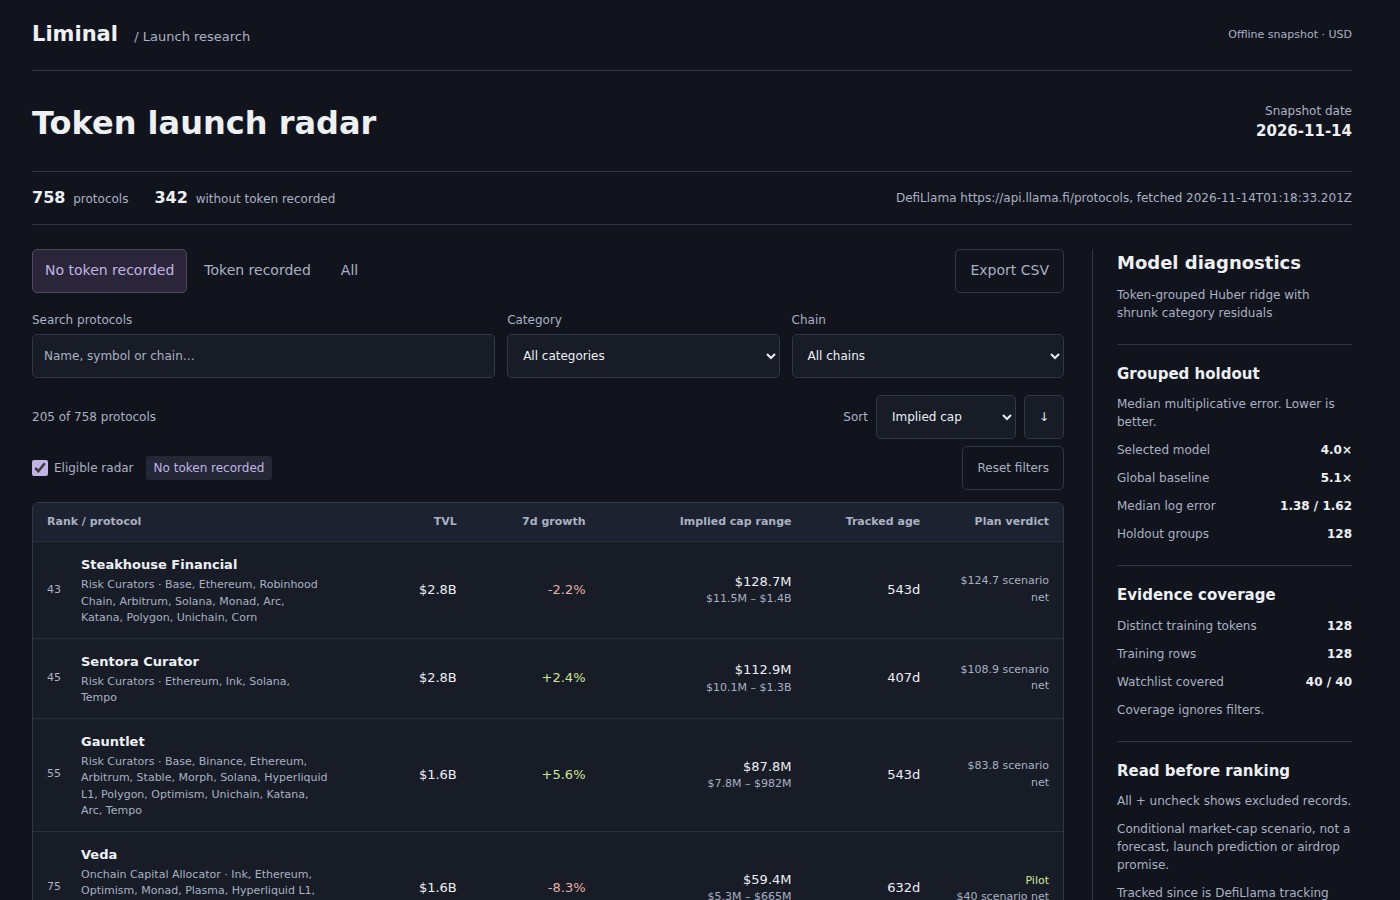 Liminal / Launch research
Offline snapshot · USD
Token launch radar
Snapshot date
2026-11-14
758 protocols 342 without token recorded
DefiLlama https://api.llama.fi/protocols, fetched 2026-11-14T01:18:33.201Z
No token recorded Token recorded All
Export CSV
Search protocols
Name, symbol or chain...
Category
All categories
Chain
All chains
205 of 758 protocols
Sort Implied cap ↓
Eligible radar No token recorded
Reset filters
Rank / protocol TVL 7d growth Implied cap range Tracked age Plan verdict
43
Steakhouse Financial
Risk Curators · Base, Ethereum, Robinhood
Chain, Arbitrum, Solana, Monad, Arc,
Katana, Polygon, Unichain, Corn
$2.8B
-2.2%
$128.7M
$11.5M – $1.4B
543d
$124.7 scenario
net
45
Sentora Curator
Risk Curators · Ethereum, Ink, Solana,
Tempo
$2.8B
+2.4%
$112.9M
$10.1M – $1.3B
407d
$108.9 scenario
net
55
Gauntlet
Risk Curators · Base, Binance, Ethereum,
Arbitrum, Stable, Morph, Solana, Hyperliquid
L1, Polygon, Optimism, Unichain, Katana,
Arc, Tempo
$1.6B
+5.6%
$87.8M
$7.8M – $982M
543d
$83.8 scenario
net
75
Veda
Onchain Capital Allocator · Ink, Ethereum,
Optimism, Monad, Plasma, Hyperliquid L1,
$1.6B
-8.3%
$59.4M
$5.3M – $665M
632d
Pilot
$40 scenario net
Model diagnostics
Token-grouped Huber ridge with
shrunk category residuals
Grouped holdout
Median multiplicative error. Lower is
better.
Selected model 4.0×
Global baseline 5.1×
Median log error 1.38 / 1.62
Holdout groups 128
Evidence coverage
Distinct training tokens 128
Training rows 128
Watchlist covered 40 / 40
Coverage ignores filters.
Read before ranking
All + uncheck shows excluded records.
Conditional market-cap scenario, not a
forecast, launch prediction or airdrop
promise.
Tracked since is DefiLlama tracking